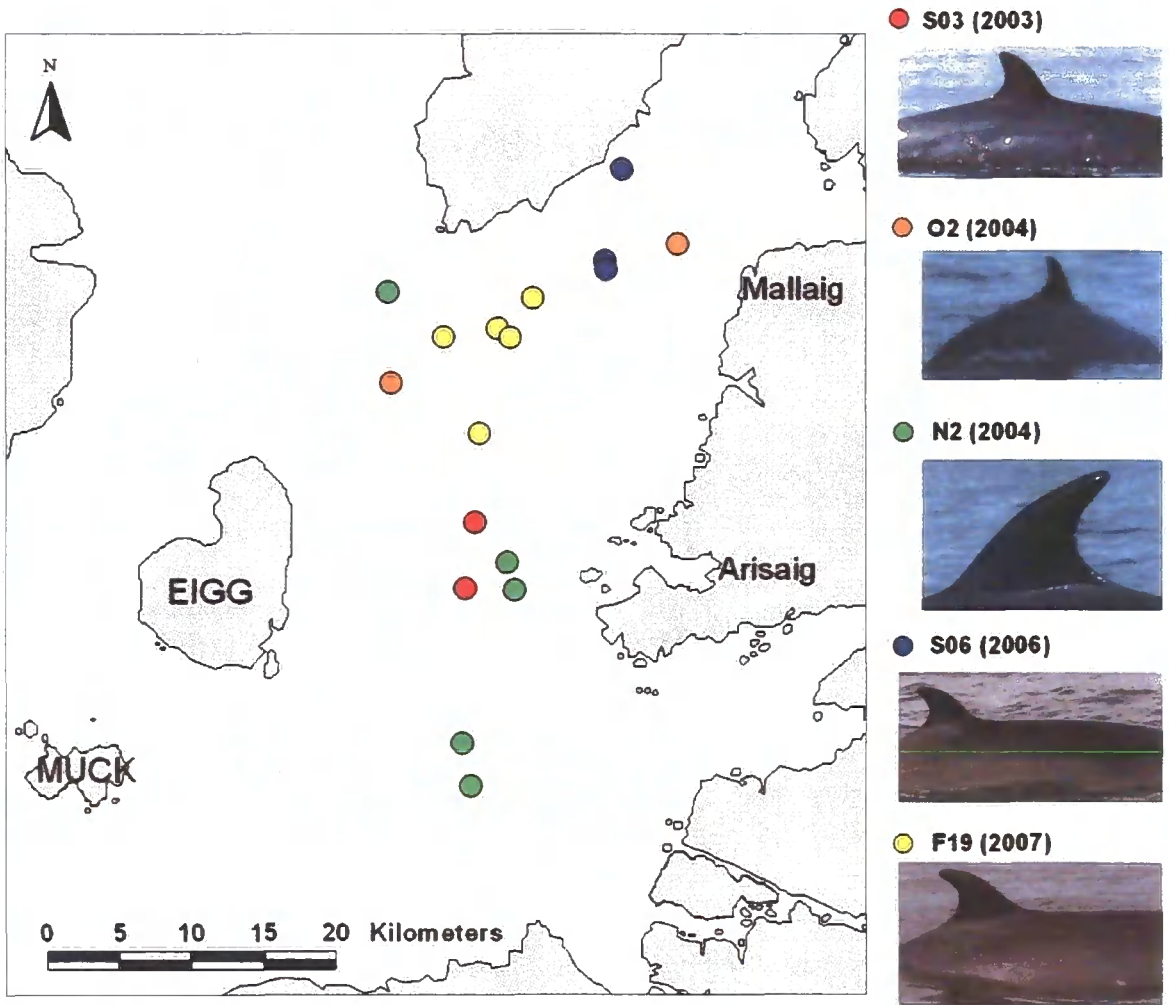 N
Mallaig
Arisaig
EIGG
MUCK
0 5 10 15 20 Kilometers
S03 (2003)
O2 (2004)
N2 (2004)
S06 (2006)
F19 (2007)